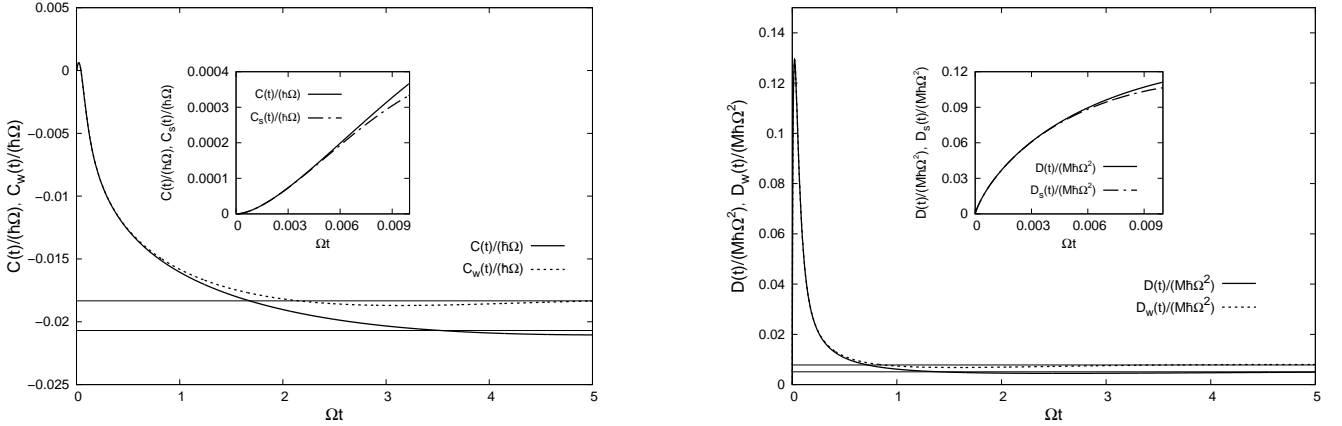 C(t)/(ħΩ), C_w(t)/(ħΩ)
0
−0.005
−0.01
−0.015
−0.02
−0.025
0
1
2
3
4
5
Ωt
C(t)/(ħΩ)
C_w(t)/(ħΩ)
C(t)/(ħΩ), C_s(t)/(ħΩ)
0.0004
0.0003
0.0002
0.0001
0
0
0.003
0.006
0.009
Ωt
C(t)/(ħΩ)
C_s(t)/(ħΩ)
D(t)/(MħΩ²), D_w(t)/(MħΩ²)
0.14
0.12
0.1
0.08
0.06
0.04
0.02
0
0
1
2
3
4
5
Ωt
D(t)/(MħΩ²)
D_w(t)/(MħΩ²)
D(t)/(MħΩ²), D_s(t)/(MħΩ²)
0.12
0.09
0.06
0.03
0
0
0.003
0.006
0.009
Ωt
D(t)/(MħΩ²)
D_s(t)/(MħΩ²)